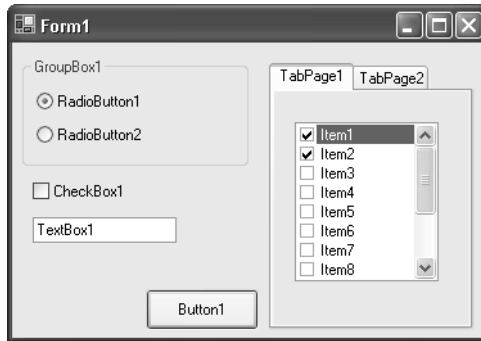 Form1
GroupBox1
RadioButton1
RadioButton2
CheckBox1
TextBox1
Button1
TabPage1 TabPage2
Item1
Item2
Item3
Item4
Item5
Item6
Item7
Item8